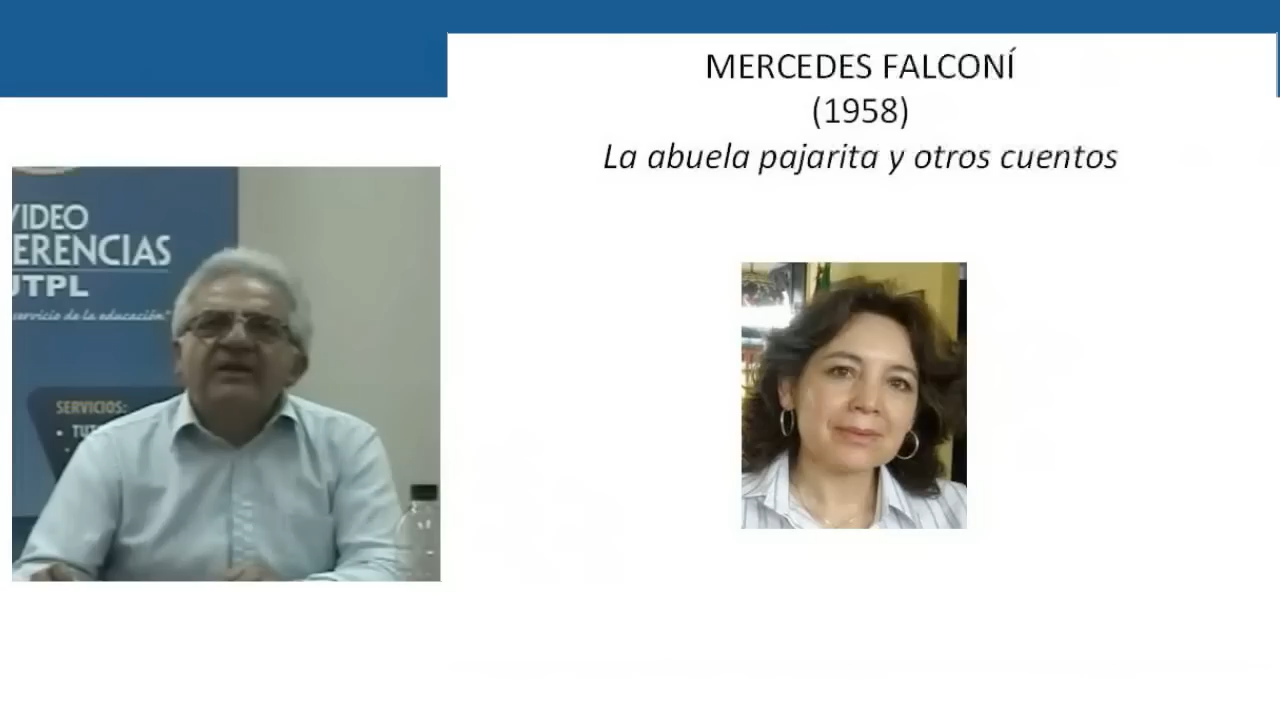 MERCEDES FALCONÍ
(1958)
La abuela pajarita y otros cuentos
VIDEO
ERENCIAS
UTPL
servicio de la educación"
SERVICIOS: